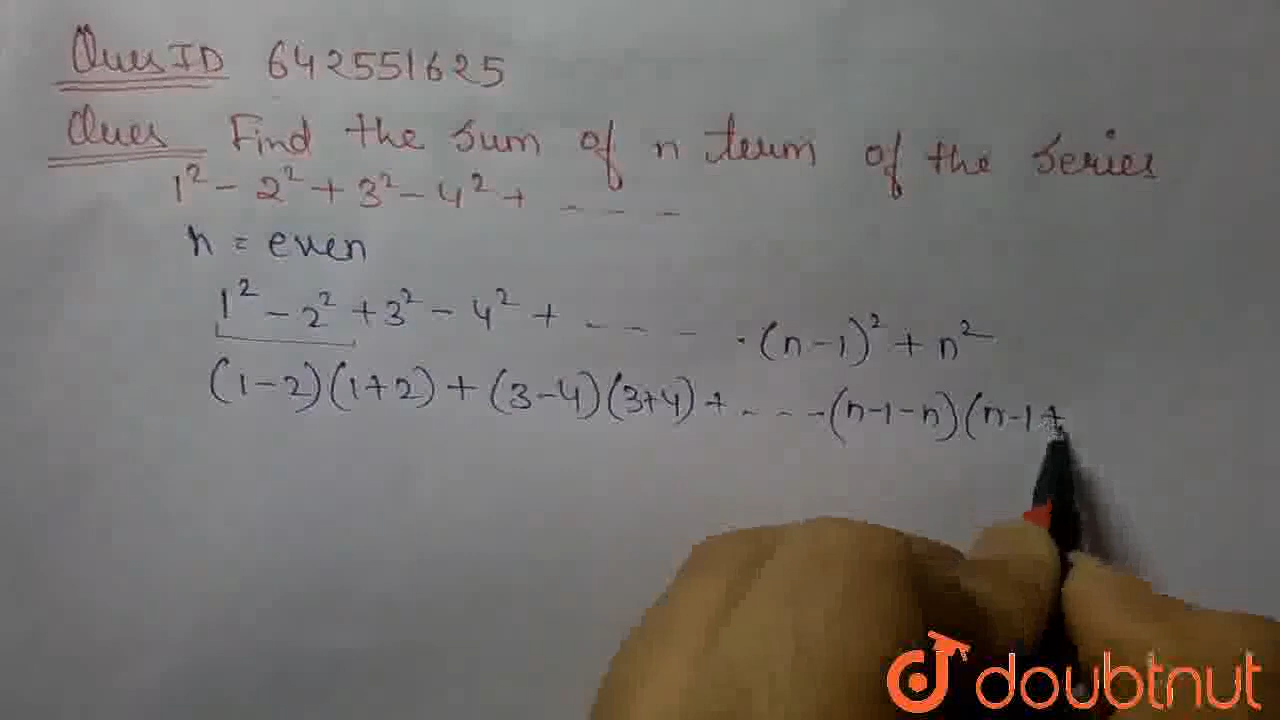 Ques ID 642551625
Ques Find the sum of n term of the series
1² - 2² + 3² - 4² + - - -
n = even
1² - 2² + 3² - 4² + - - - - . (n-1)² + n²
(1-2)(1+2) + (3-4)(3+4) + - - - - (n-1-n)(n-1+
doubtnut